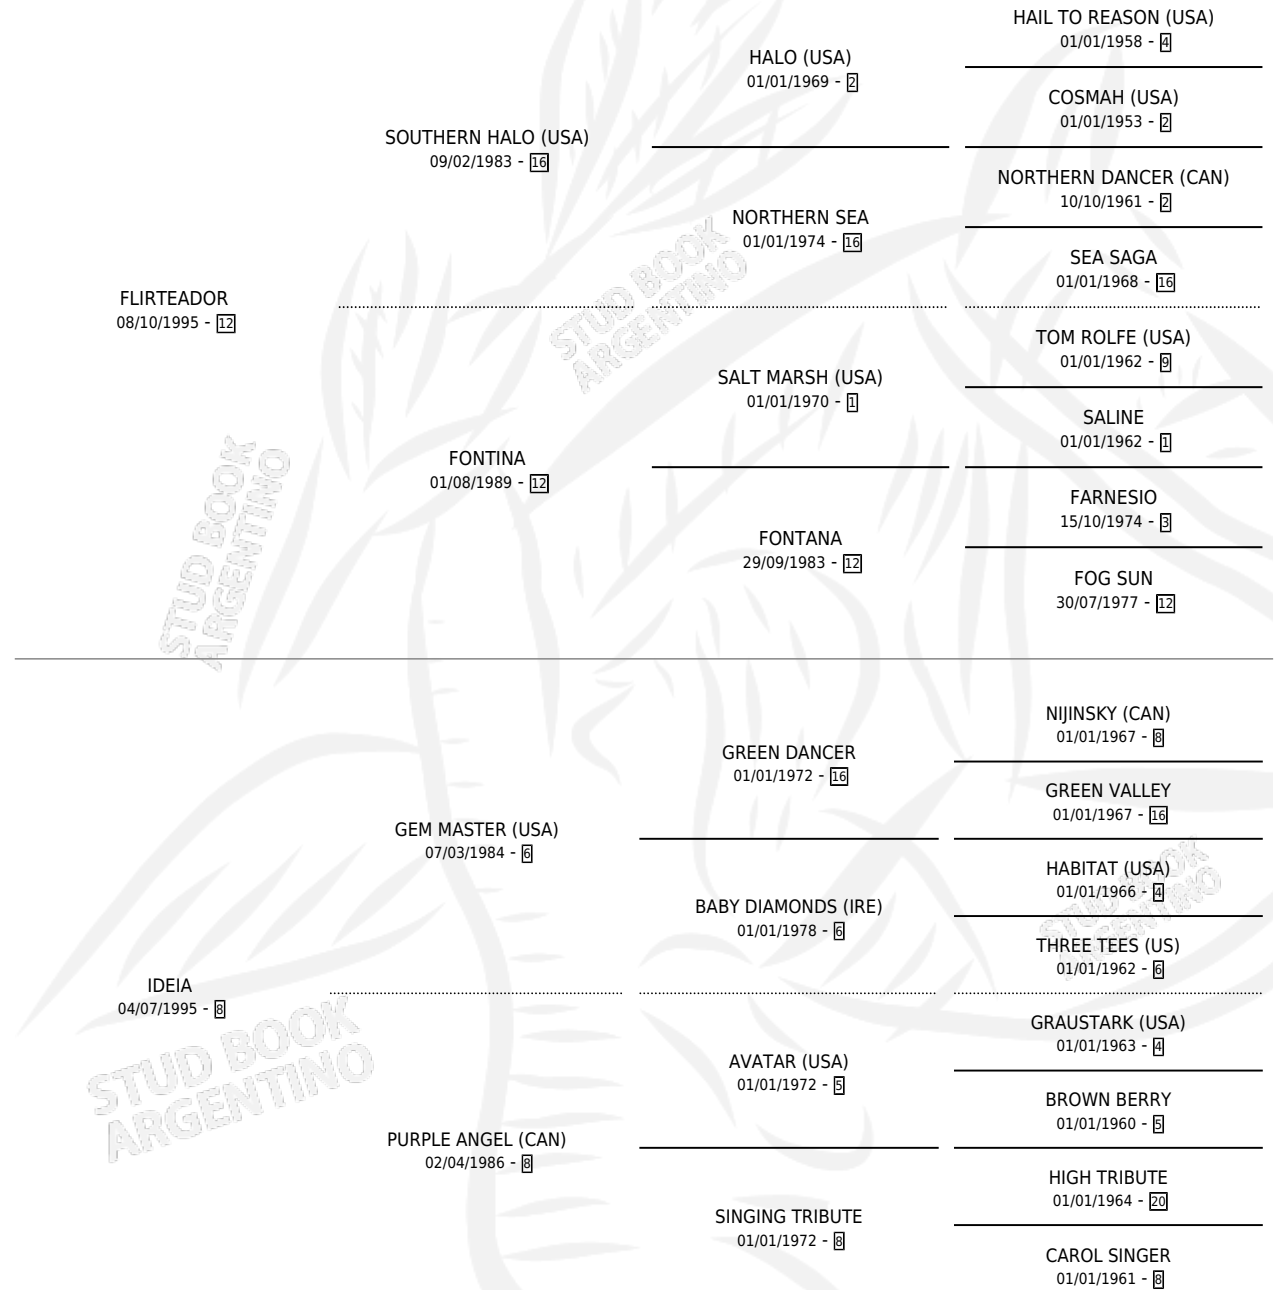 HAIL TO REASON (USA)
01/01/1958 - 4
HALO (USA)
01/01/1969 - 2
COSMAH (USA)
01/01/1953 - 2
SOUTHERN HALO (USA)
09/02/1983 - 16
NORTHERN DANCER (CAN)
10/10/1961 - 2
NORTHERN SEA
01/01/1974 - 16
SEA SAGA
01/01/1968 - 16
FLIRTEADOR
08/10/1995 - 12
TOM ROLFE (USA)
01/01/1962 - 9
SALT MARSH (USA)
01/01/1970 - 1
SALINE
01/01/1962 - 1
FONTINA
01/08/1989 - 12
FARNESIO
15/10/1974 - 3
FONTANA
29/09/1983 - 12
FOG SUN
30/07/1977 - 12
NIJINSKY (CAN)
01/01/1967 - 8
GREEN DANCER
01/01/1972 - 16
GREEN VALLEY
01/01/1967 - 16
GEM MASTER (USA)
07/03/1984 - 6
HABITAT (USA)
01/01/1966 - 4
BABY DIAMONDS (IRE)
01/01/1978 - 6
THREE TEES (US)
01/01/1962 - 6
IDEIA
04/07/1995 - 8
GRAUSTARK (USA)
01/01/1963 - 4
AVATAR (USA)
01/01/1972 - 5
BROWN BERRY
01/01/1960 - 5
PURPLE ANGEL (CAN)
02/04/1986 - 8
HIGH TRIBUTE
01/01/1964 - 20
SINGING TRIBUTE
01/01/1972 - 8
CAROL SINGER
01/01/1961 - 8
STUD BOOK
ARGENTINO
STUD BOOK
ARGENTINO
STUD BOOK
ARGENTINO
STUD BOOK
ARGENTINO